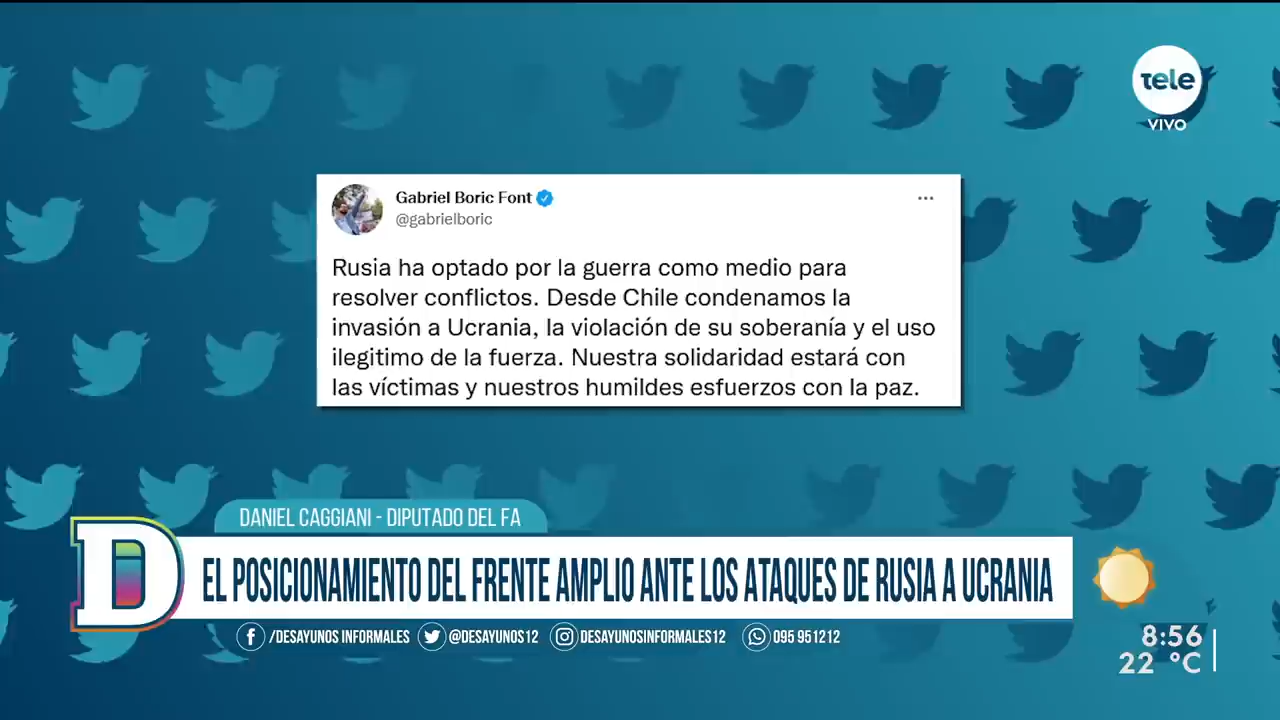 tele
VIVO
Gabriel Boric Font
@gabrielboric
Rusia ha optado por la guerra como medio para
resolver conflictos. Desde Chile condenamos la
invasión a Ucrania, la violación de su soberanía y el uso
ilegitimo de la fuerza. Nuestra solidaridad estará con
las víctimas y nuestros humildes esfuerzos con la paz.
DANIEL CAGGIANI - DIPUTADO DEL FA
D
EL POSICIONAMIENTO DEL FRENTE AMPLIO ANTE LOS ATAQUES DE RUSIA A UCRANIA
/DESAYUNOS INFORMALES @DESAYUNOS12 DESAYUNOSINFORMALES12 095 951212
8:56
22 °C